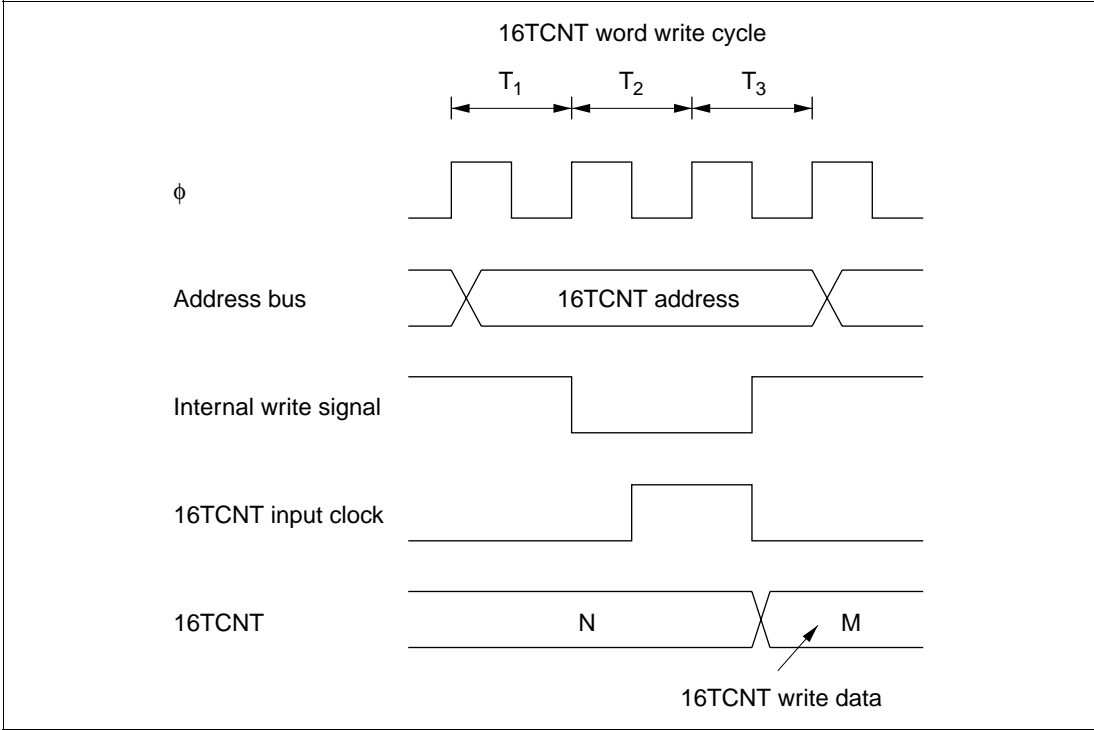 16TCNT word write cycle
T1 T2 T3
ϕ
Address bus 16TCNT address
Internal write signal
16TCNT input clock
16TCNT N M
16TCNT write data